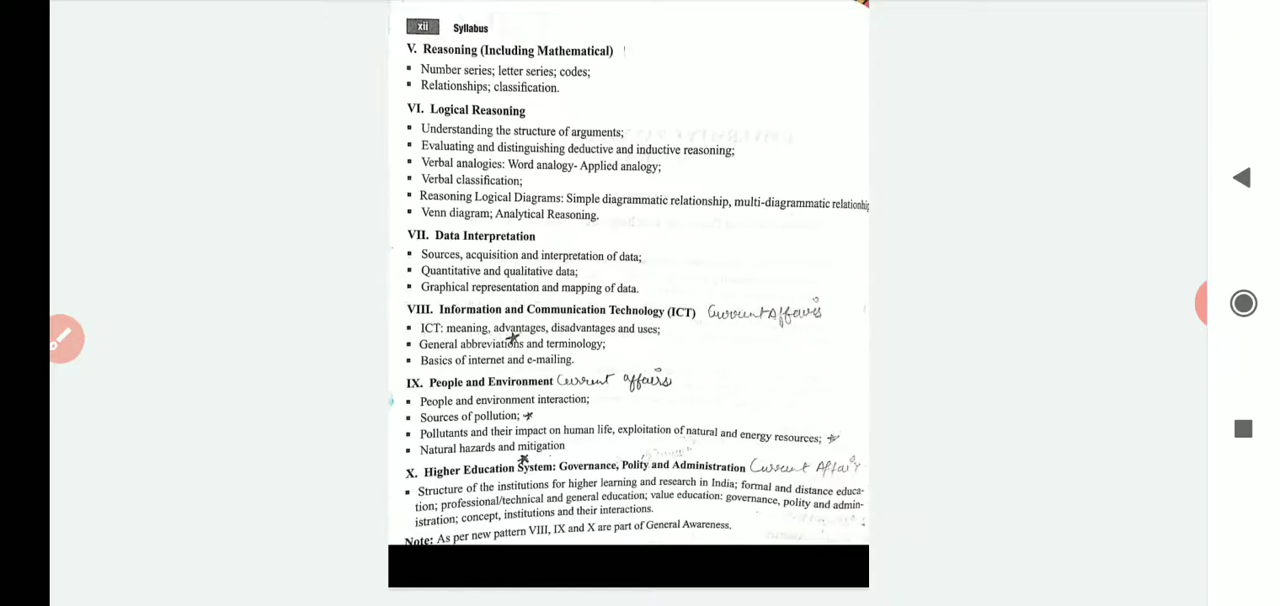 xii Syllabus
V. Reasoning (Including Mathematical)
▪ Number series; letter series; codes;
▪ Relationships; classification.
VI. Logical Reasoning
▪ Understanding the structure of arguments;
▪ Evaluating and distinguishing deductive and inductive reasoning;
▪ Verbal analogies: Word analogy- Applied analogy;
▪ Verbal classification;
▪ Reasoning Logical Diagrams: Simple diagrammatic relationship, multi-diagrammatic relationship
▪ Venn diagram; Analytical Reasoning.
VII. Data Interpretation
▪ Sources, acquisition and interpretation of data;
▪ Quantitative and qualitative data;
▪ Graphical representation and mapping of data.
VIII. Information and Communication Technology (ICT) Current Affairs
▪ ICT: meaning, advantages, disadvantages and uses;
▪ General abbreviations and terminology;
▪ Basics of internet and e-mailing.
IX. People and Environment Current affairs
▪ People and environment interaction;
▪ Sources of pollution;
▪ Pollutants and their impact on human life, exploitation of natural and energy resources;
▪ Natural hazards and mitigation
X. Higher Education System: Governance, Polity and Administration Current Affair
▪ Structure of the institutions for higher learning and research in India; formal and distance educa-
tion; professional/technical and general education; value education: governance, polity and admin-
istration; concept, institutions and their interactions.
Note: As per new pattern VIII, IX and X are part of General Awareness.